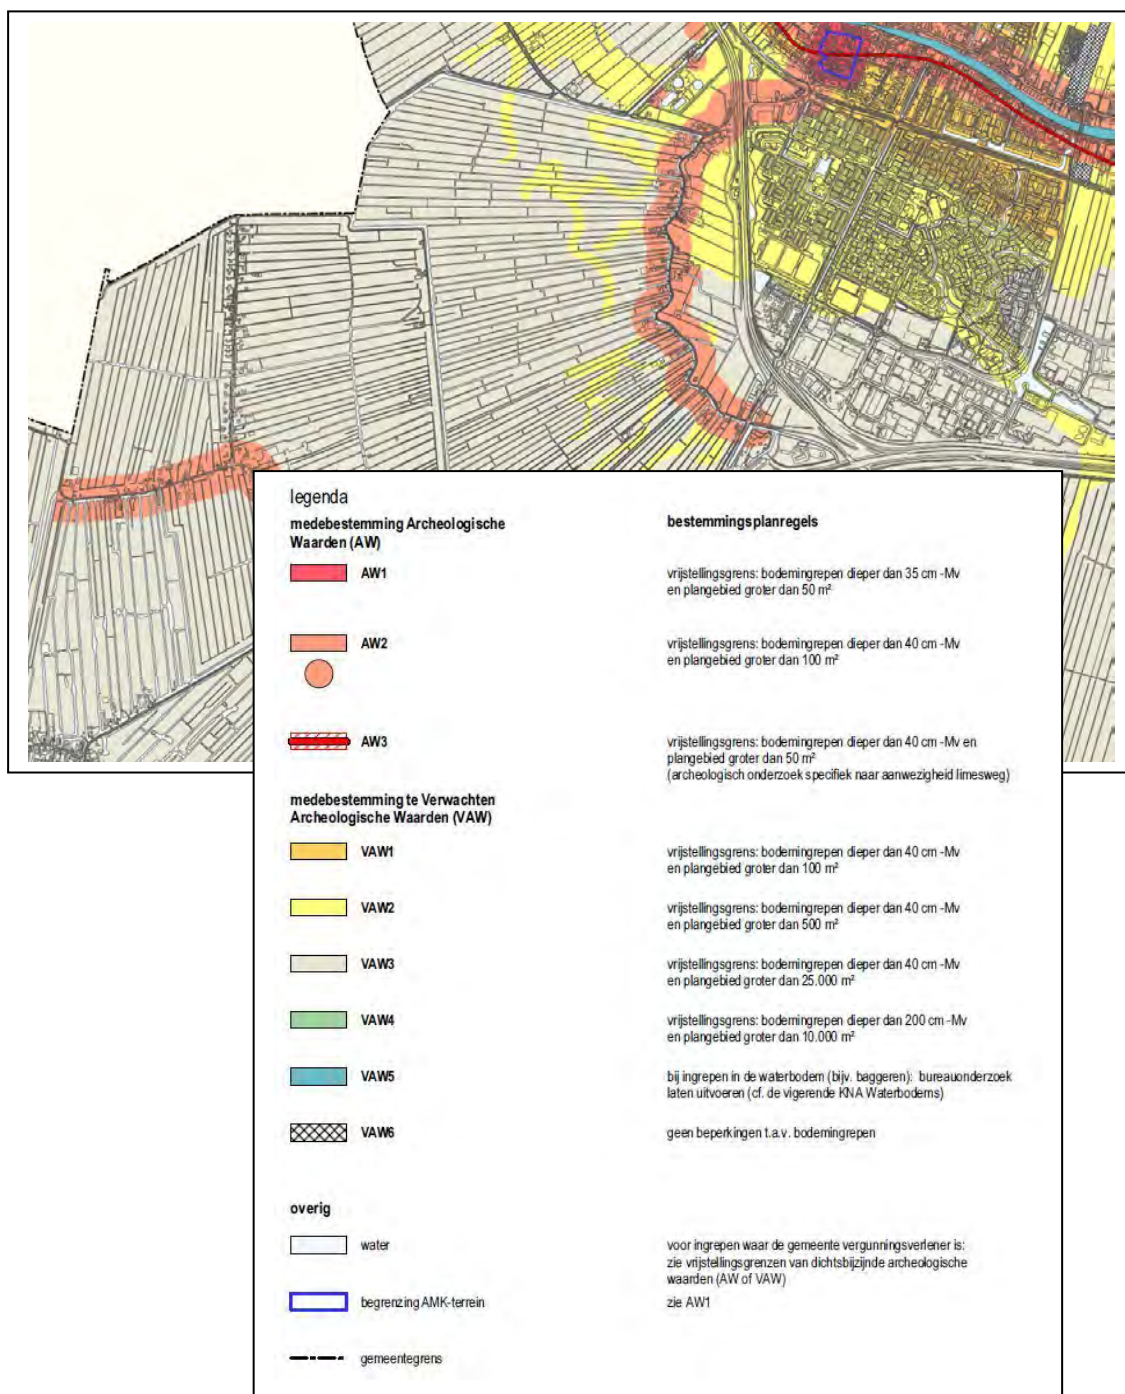 legenda
medebestemming Archeologische
Waarden (AW)
bestemmingsplanregels
AW1
vrijstellingsgrens: bodemingrepen dieper dan 35 cm -Mv
en plangebied groter dan 50 m²
AW2
vrijstellingsgrens: bodemingrepen dieper dan 40 cm -Mv
en plangebied groter dan 100 m²
AW3
vrijstellingsgrens: bodemingrepen dieper dan 40 cm -Mv en
plangebied groter dan 50 m²
(archeologisch onderzoek specifiek naar aanwezigheid limesweg)
medebestemming te Verwachten
Archeologische Waarden (VAW)
VAW1
vrijstellingsgrens: bodemingrepen dieper dan 40 cm -Mv
en plangebied groter dan 100 m²
VAW2
vrijstellingsgrens: bodemingrepen dieper dan 40 cm -Mv
en plangebied groter dan 500 m²
VAW3
vrijstellingsgrens: bodemingrepen dieper dan 40 cm -Mv
en plangebied groter dan 25.000 m²
VAW4
vrijstellingsgrens: bodemingrepen dieper dan 200 cm -Mv
en plangebied groter dan 10.000 m²
VAW5
bij ingrepen in de waterbodem (bijv. baggeren): bureauonderzoek
laten uitvoeren (cf. de vigerende KNA Waterbodems)
VAW6
geen beperkingen t.a.v. bodemingrepen
overig
water
voor ingrepen waar de gemeente vergunningsverlener is:
zie vrijstellingsgrenzen van dichtsbijzijnde archeologische
waarden (AW of VAW)
begrenzing AMK-terrein
zie AW1
gemeentegrens